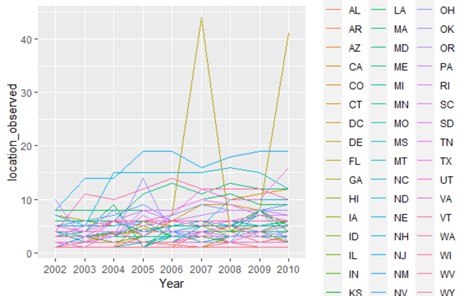 location_observed
40
30
20
10
0
2004 2005 2006 2007 2008 2009 2010
Year
AL LA OH
AR MA OK
AZ MD OR
CA ME PA
CO MI RI
CT MN SC
DC MO SD
DE MS TN
FL MT TX
GA NC UT
HI ND VA
IA NE VT
ID NH WA
IL NJ WI
IN NM WV
KS NV WY